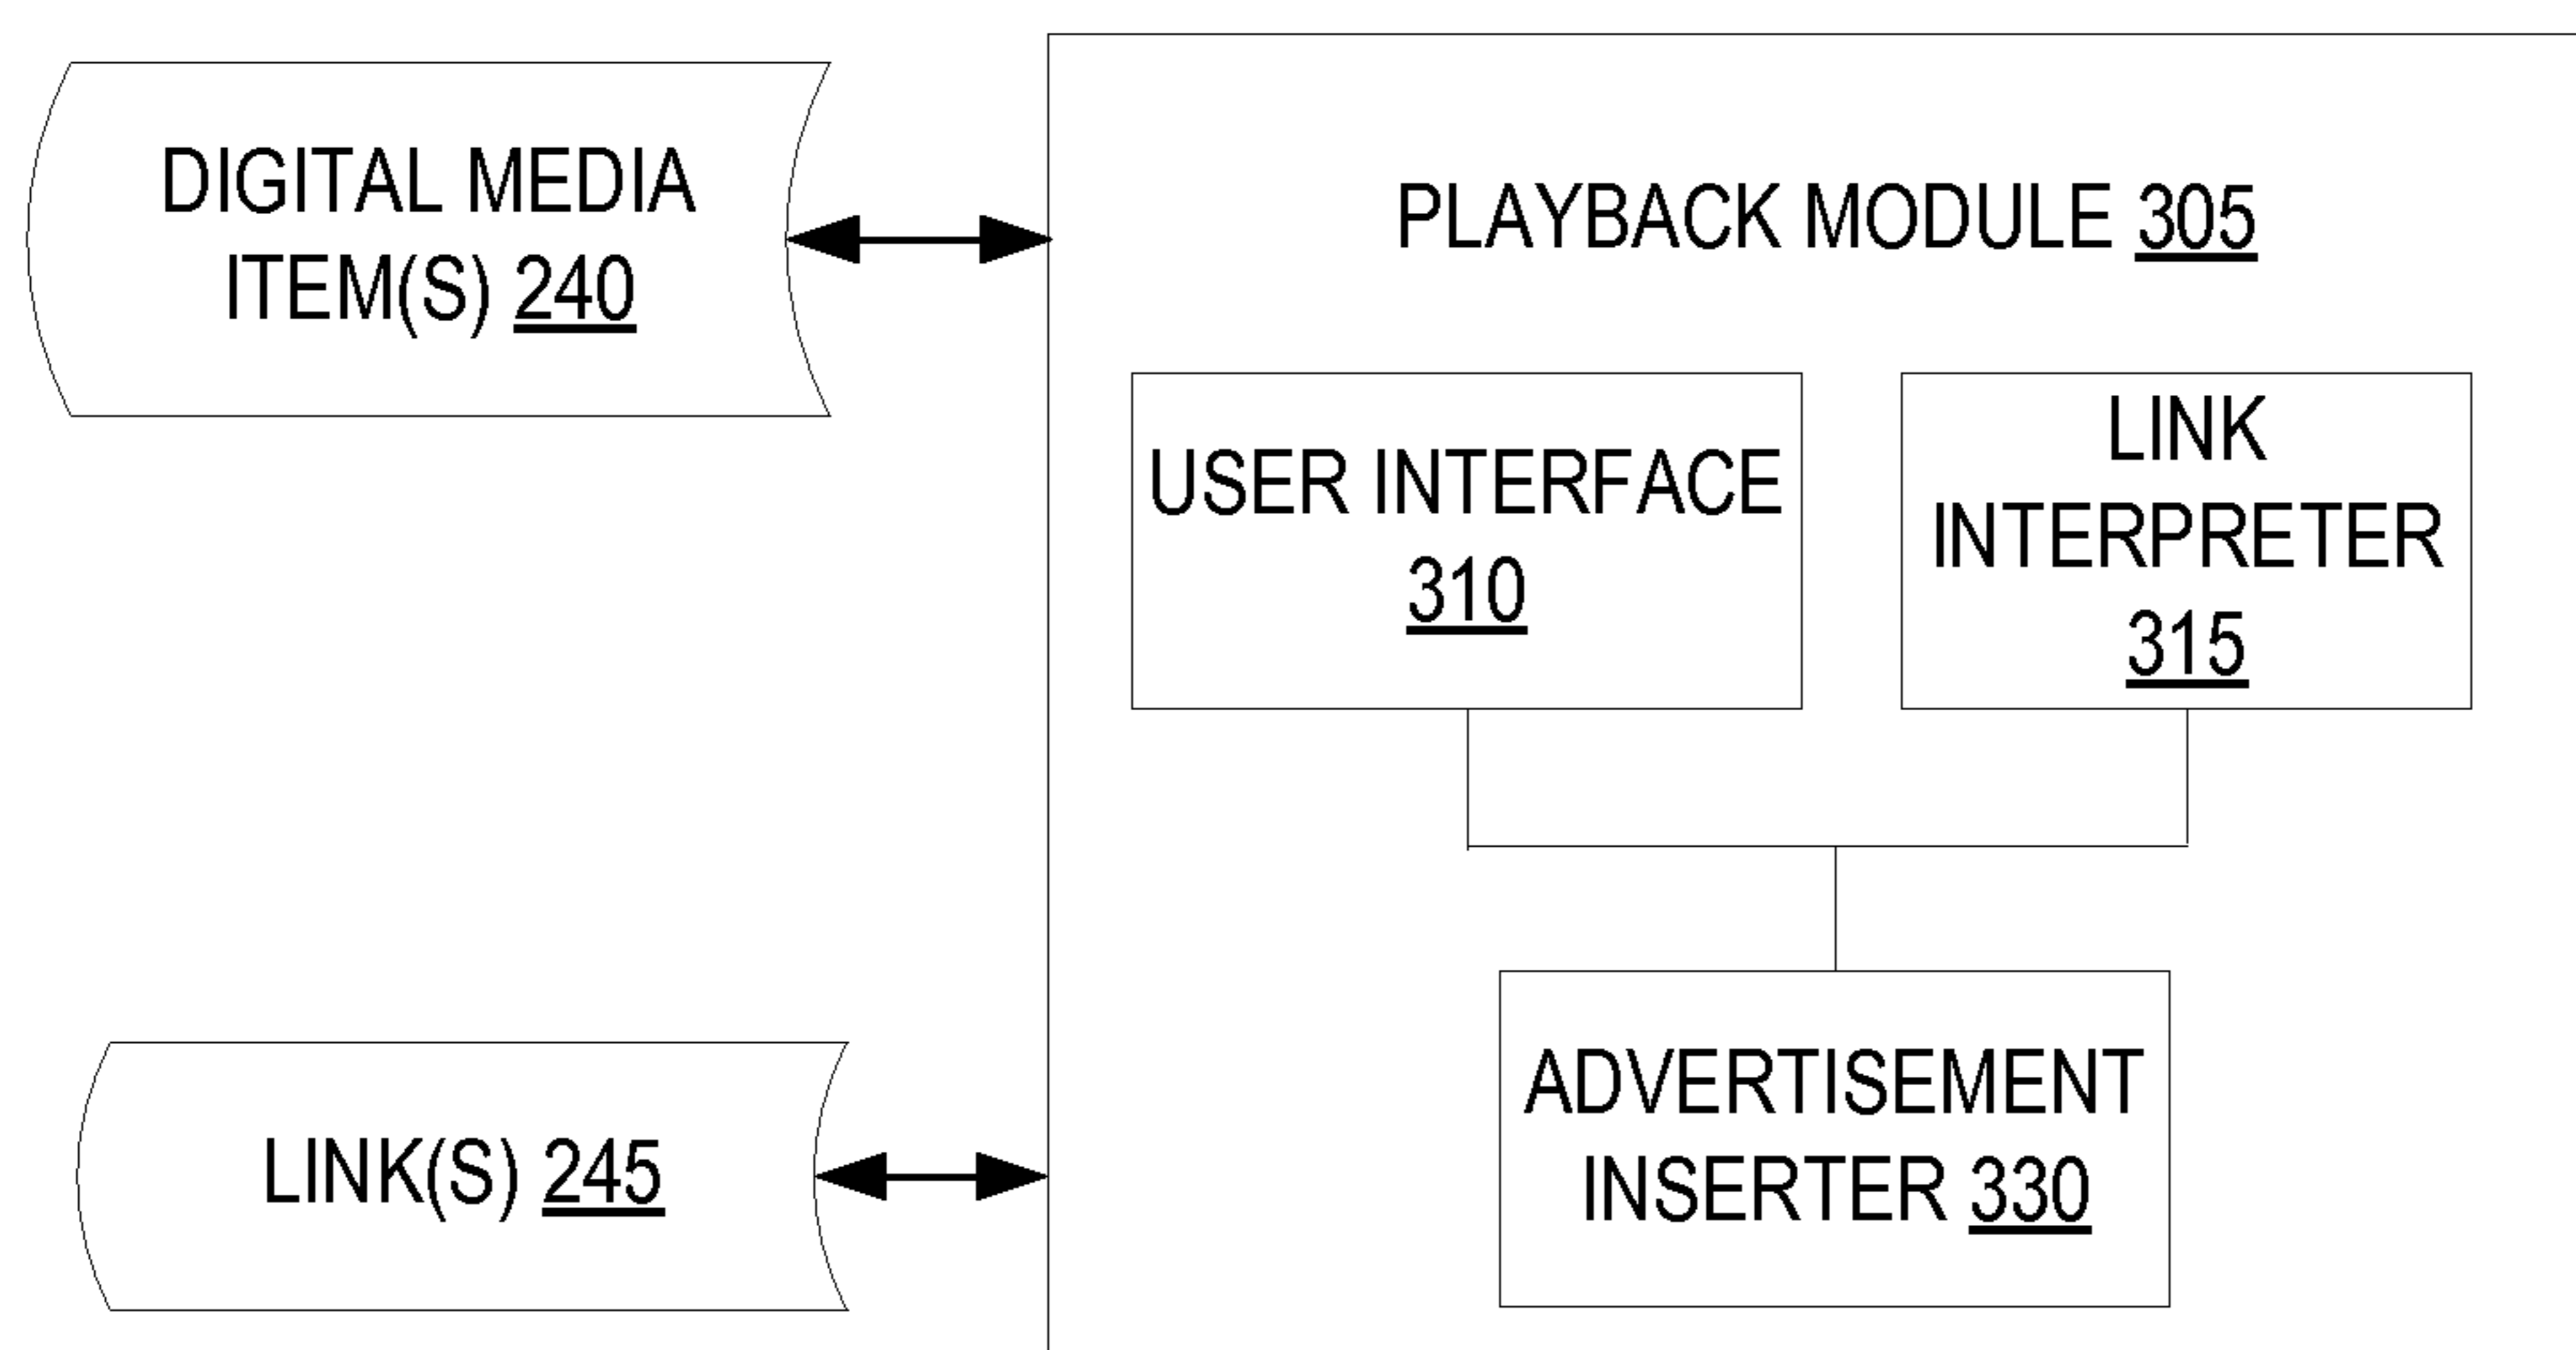 DIGITAL MEDIA
ITEM(S) 240
PLAYBACK MODULE 305
USER INTERFACE
310
LINK
INTERPRETER
315
LINK(S) 245
ADVERTISEMENT
INSERTER 330